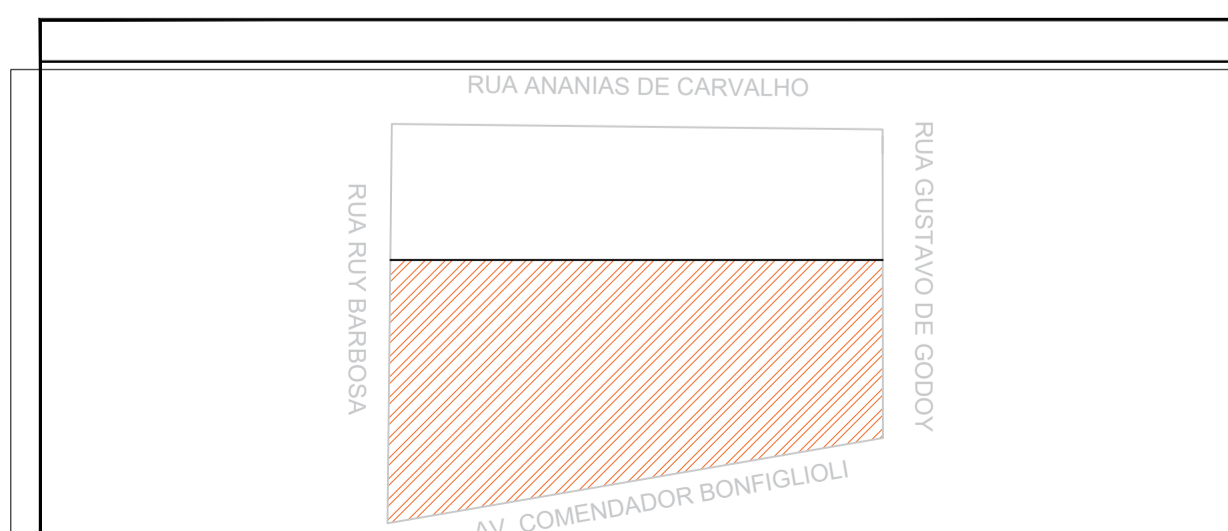 RUA ANANIAS DE CARVALHO
RUA RUY BARBOSA
RUA GUSTAVO DE GODOY
AV. COMENDADOR BONFIGLIOLI